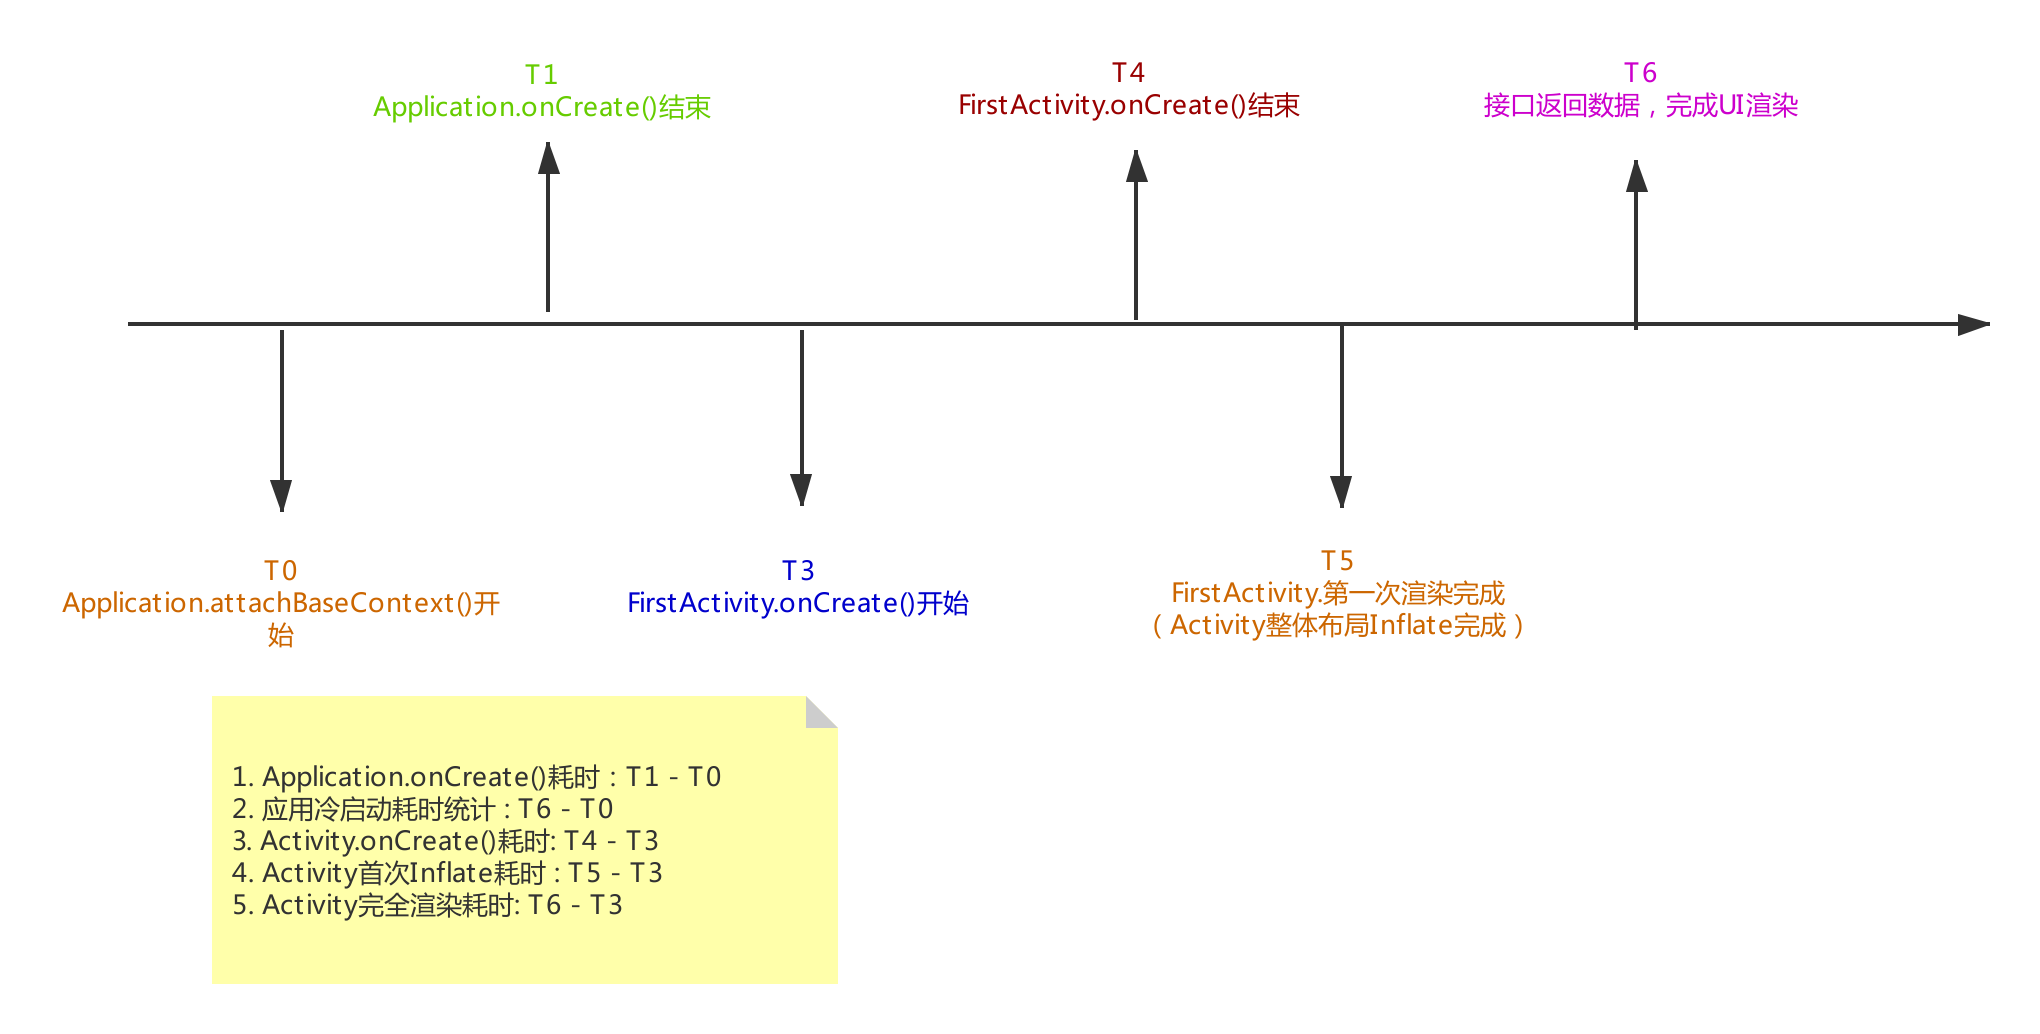 T1
Application.onCreate()结束
T4
FirstActivity.onCreate()结束
T6
接口返回数据，完成UI渲染
T0
Application.attachBaseContext()开
始
T3
FirstActivity.onCreate()开始
T5
FirstActivity.第一次渲染完成
（Activity整体布局Inflate完成）
1. Application.onCreate()耗时：T1 - T0
2. 应用冷启动耗时统计：T6 - T0
3. Activity.onCreate()耗时: T4 - T3
4. Activity首次Inflate耗时：T5 - T3
5. Activity完全渲染耗时: T6 - T3